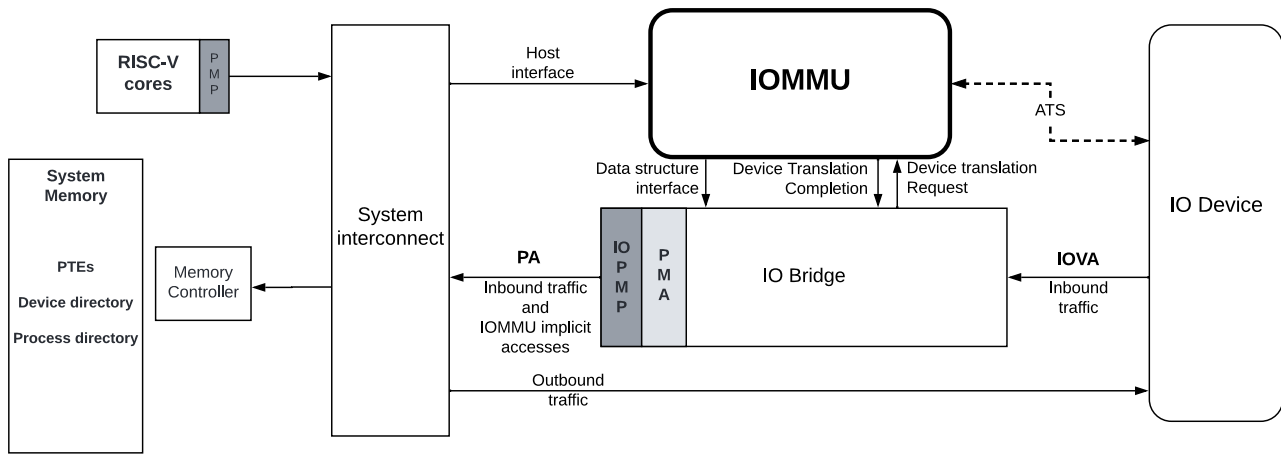 RISC-V
cores
P
M
P
System
Memory
PTEs
Device directory
Process directory
Memory
Controller
System
interconnect
Host
interface
IOMMU
ATS
Data structure
interface
Device Translation
Completion
Device translation
Request
IO
P
M
P
P
M
A
IO Bridge
PA
Inbound traffic
and
IOMMU implicit
accesses
IOVA
Inbound
traffic
Outbound
traffic
IO Device